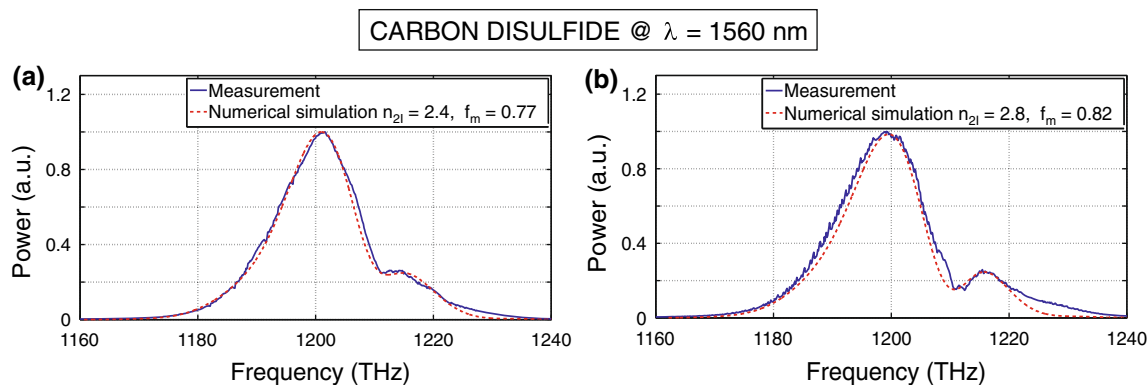 CARBON DISULFIDE @ λ = 1560 nm
(a)
Measurement
Numerical simulation n2I = 2.4, fm = 0.77
1.2
0.8
0.4
0
Power (a.u.)
1160 1180 1200 1220 1240
Frequency (THz)
(b)
Measurement
Numerical simulation n2I = 2.8, fm = 0.82
1.2
0.8
0.4
0
Power (a.u.)
1160 1180 1200 1220 1240
Frequency (THz)